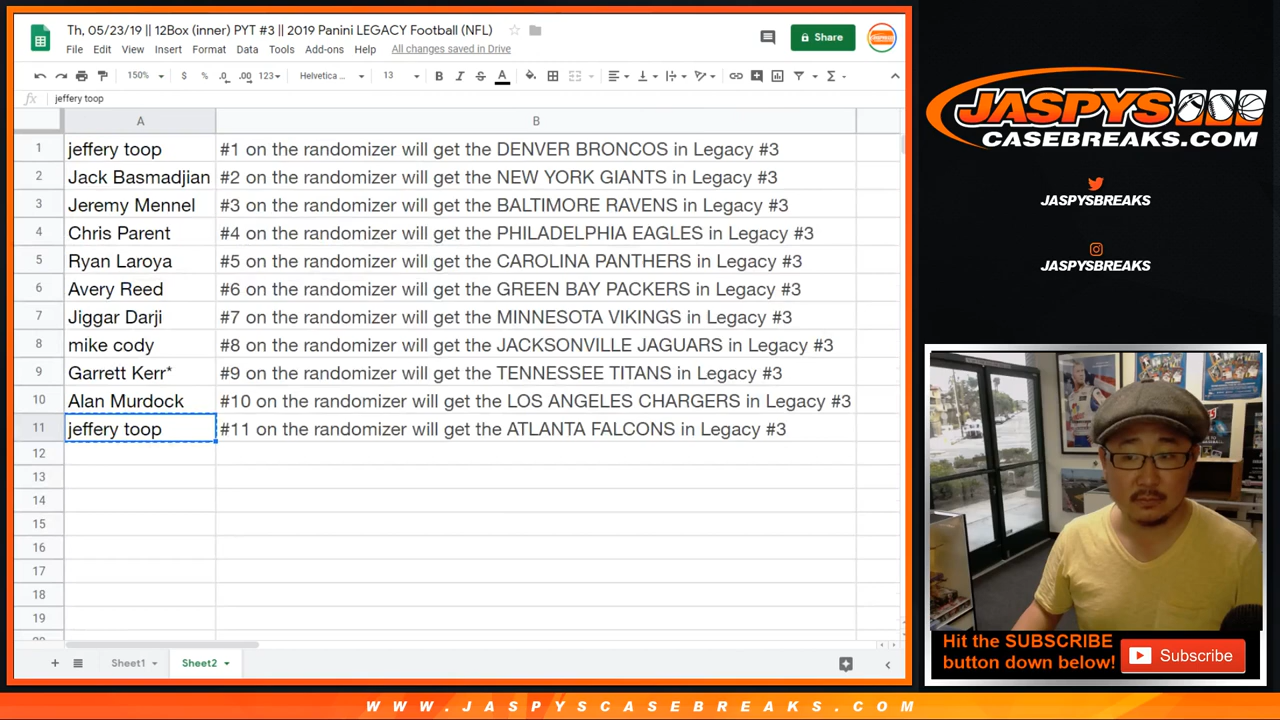 Th, 05/23/19 || 12Box (inner) PYT #3 || 2019 Panini LEGACY Football (NFL)
File Edit View Insert Format Data Tools Add-ons Help All changes saved in Drive
Share
150% $ % .0 .00 123 Helvetica ... 13 B I S A
fx jeffery toop
A B
1 jeffery toop #1 on the randomizer will get the DENVER BRONCOS in Legacy #3
2 Jack Basmadjian #2 on the randomizer will get the NEW YORK GIANTS in Legacy #3
3 Jeremy Mennel #3 on the randomizer will get the BALTIMORE RAVENS in Legacy #3
4 Chris Parent #4 on the randomizer will get the PHILADELPHIA EAGLES in Legacy #3
5 Ryan Laroya #5 on the randomizer will get the CAROLINA PANTHERS in Legacy #3
6 Avery Reed #6 on the randomizer will get the GREEN BAY PACKERS in Legacy #3
7 Jiggar Darji #7 on the randomizer will get the MINNESOTA VIKINGS in Legacy #3
8 mike cody #8 on the randomizer will get the JACKSONVILLE JAGUARS in Legacy #3
9 Garrett Kerr* #9 on the randomizer will get the TENNESSEE TITANS in Legacy #3
10 Alan Murdock #10 on the randomizer will get the LOS ANGELES CHARGERS in Legacy #3
11 jeffery toop #11 on the randomizer will get the ATLANTA FALCONS in Legacy #3
12
13
14
15
16
17
18
19
Sheet1 Sheet2
JASPYS
CASEBREAKS.COM
JASPYSBREAKS
JASPYSBREAKS
Hit the SUBSCRIBE
button down below!
Subscribe
WWW.JASPYSCASEBREAKS.COM